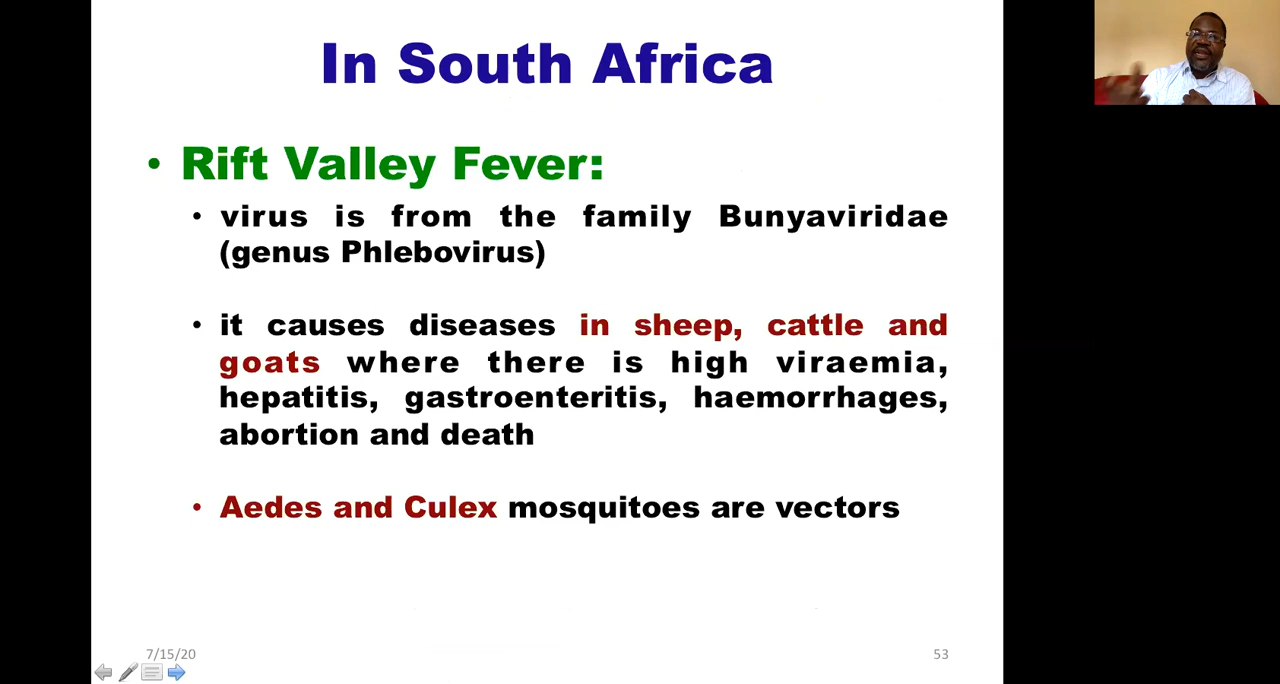 In South Africa
• Rift Valley Fever:
• virus is from the family Bunyaviridae
(genus Phlebovirus)
• it causes diseases in sheep, cattle and
goats where there is high viraemia,
hepatitis, gastroenteritis, haemorrhages,
abortion and death
• Aedes and Culex mosquitoes are vectors
7/15/20
53